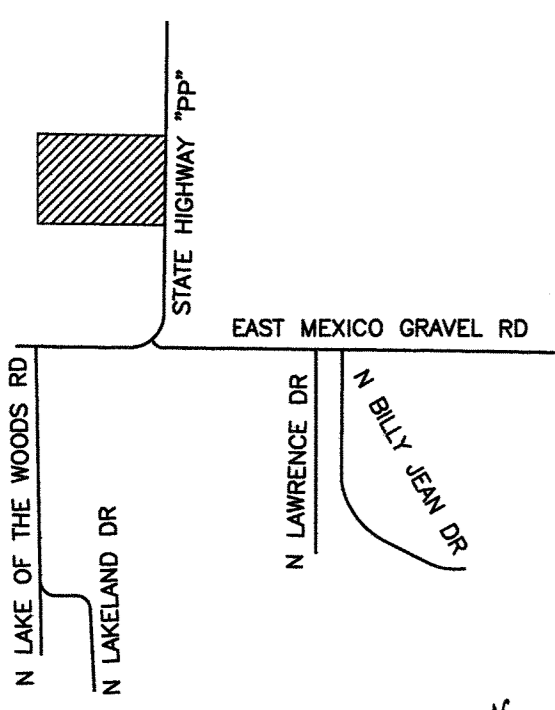 STATE HIGHWAY "PP"
EAST MEXICO GRAVEL RD
N LAKE OF THE WOODS RD
N LAKELAND DR
N LAWRENCE DR
N BILLY JEAN DR
N